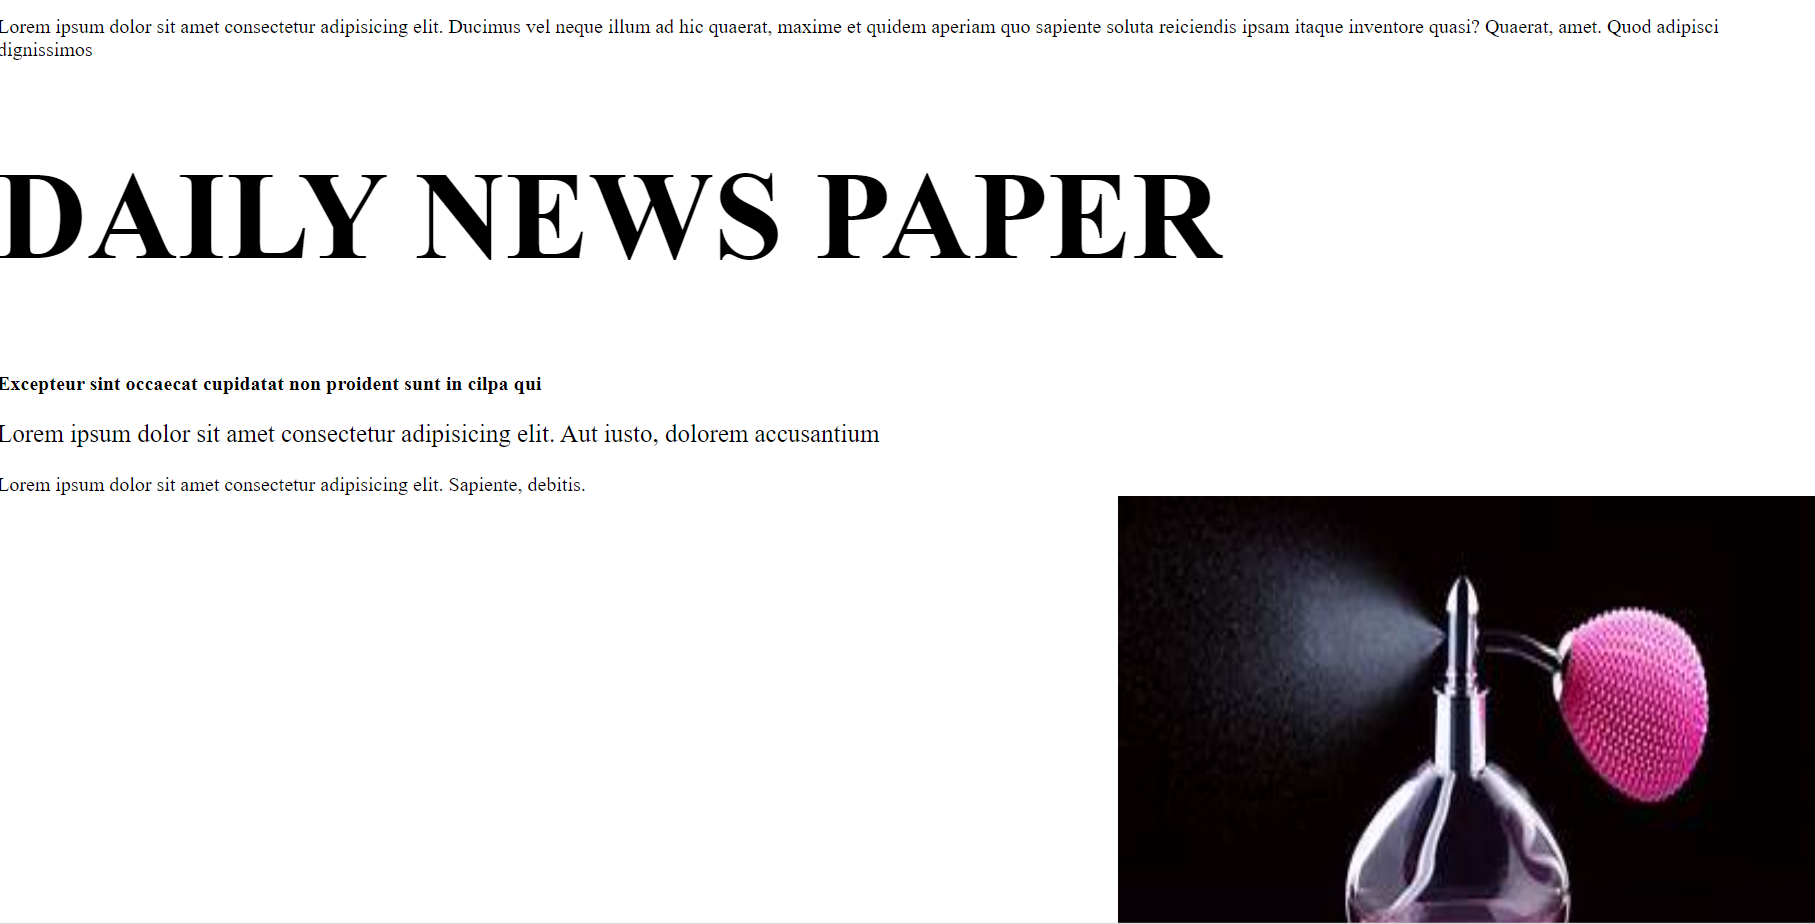 Lorem ipsum dolor sit amet consectetur adipisicing elit. Ducimus vel neque illum ad hic quaerat, maxime et quidem aperiam quo sapiente soluta reiciendis ipsam itaque inventore quasi? Quaerat, amet. Quod adipisci
dignissimos
DAILY NEWS PAPER
Excepteur sint occaecat cupidatat non proident sunt in cilpa qui
Lorem ipsum dolor sit amet consectetur adipisicing elit. Aut iusto, dolorem accusantium
Lorem ipsum dolor sit amet consectetur adipisicing elit. Sapiente, debitis.